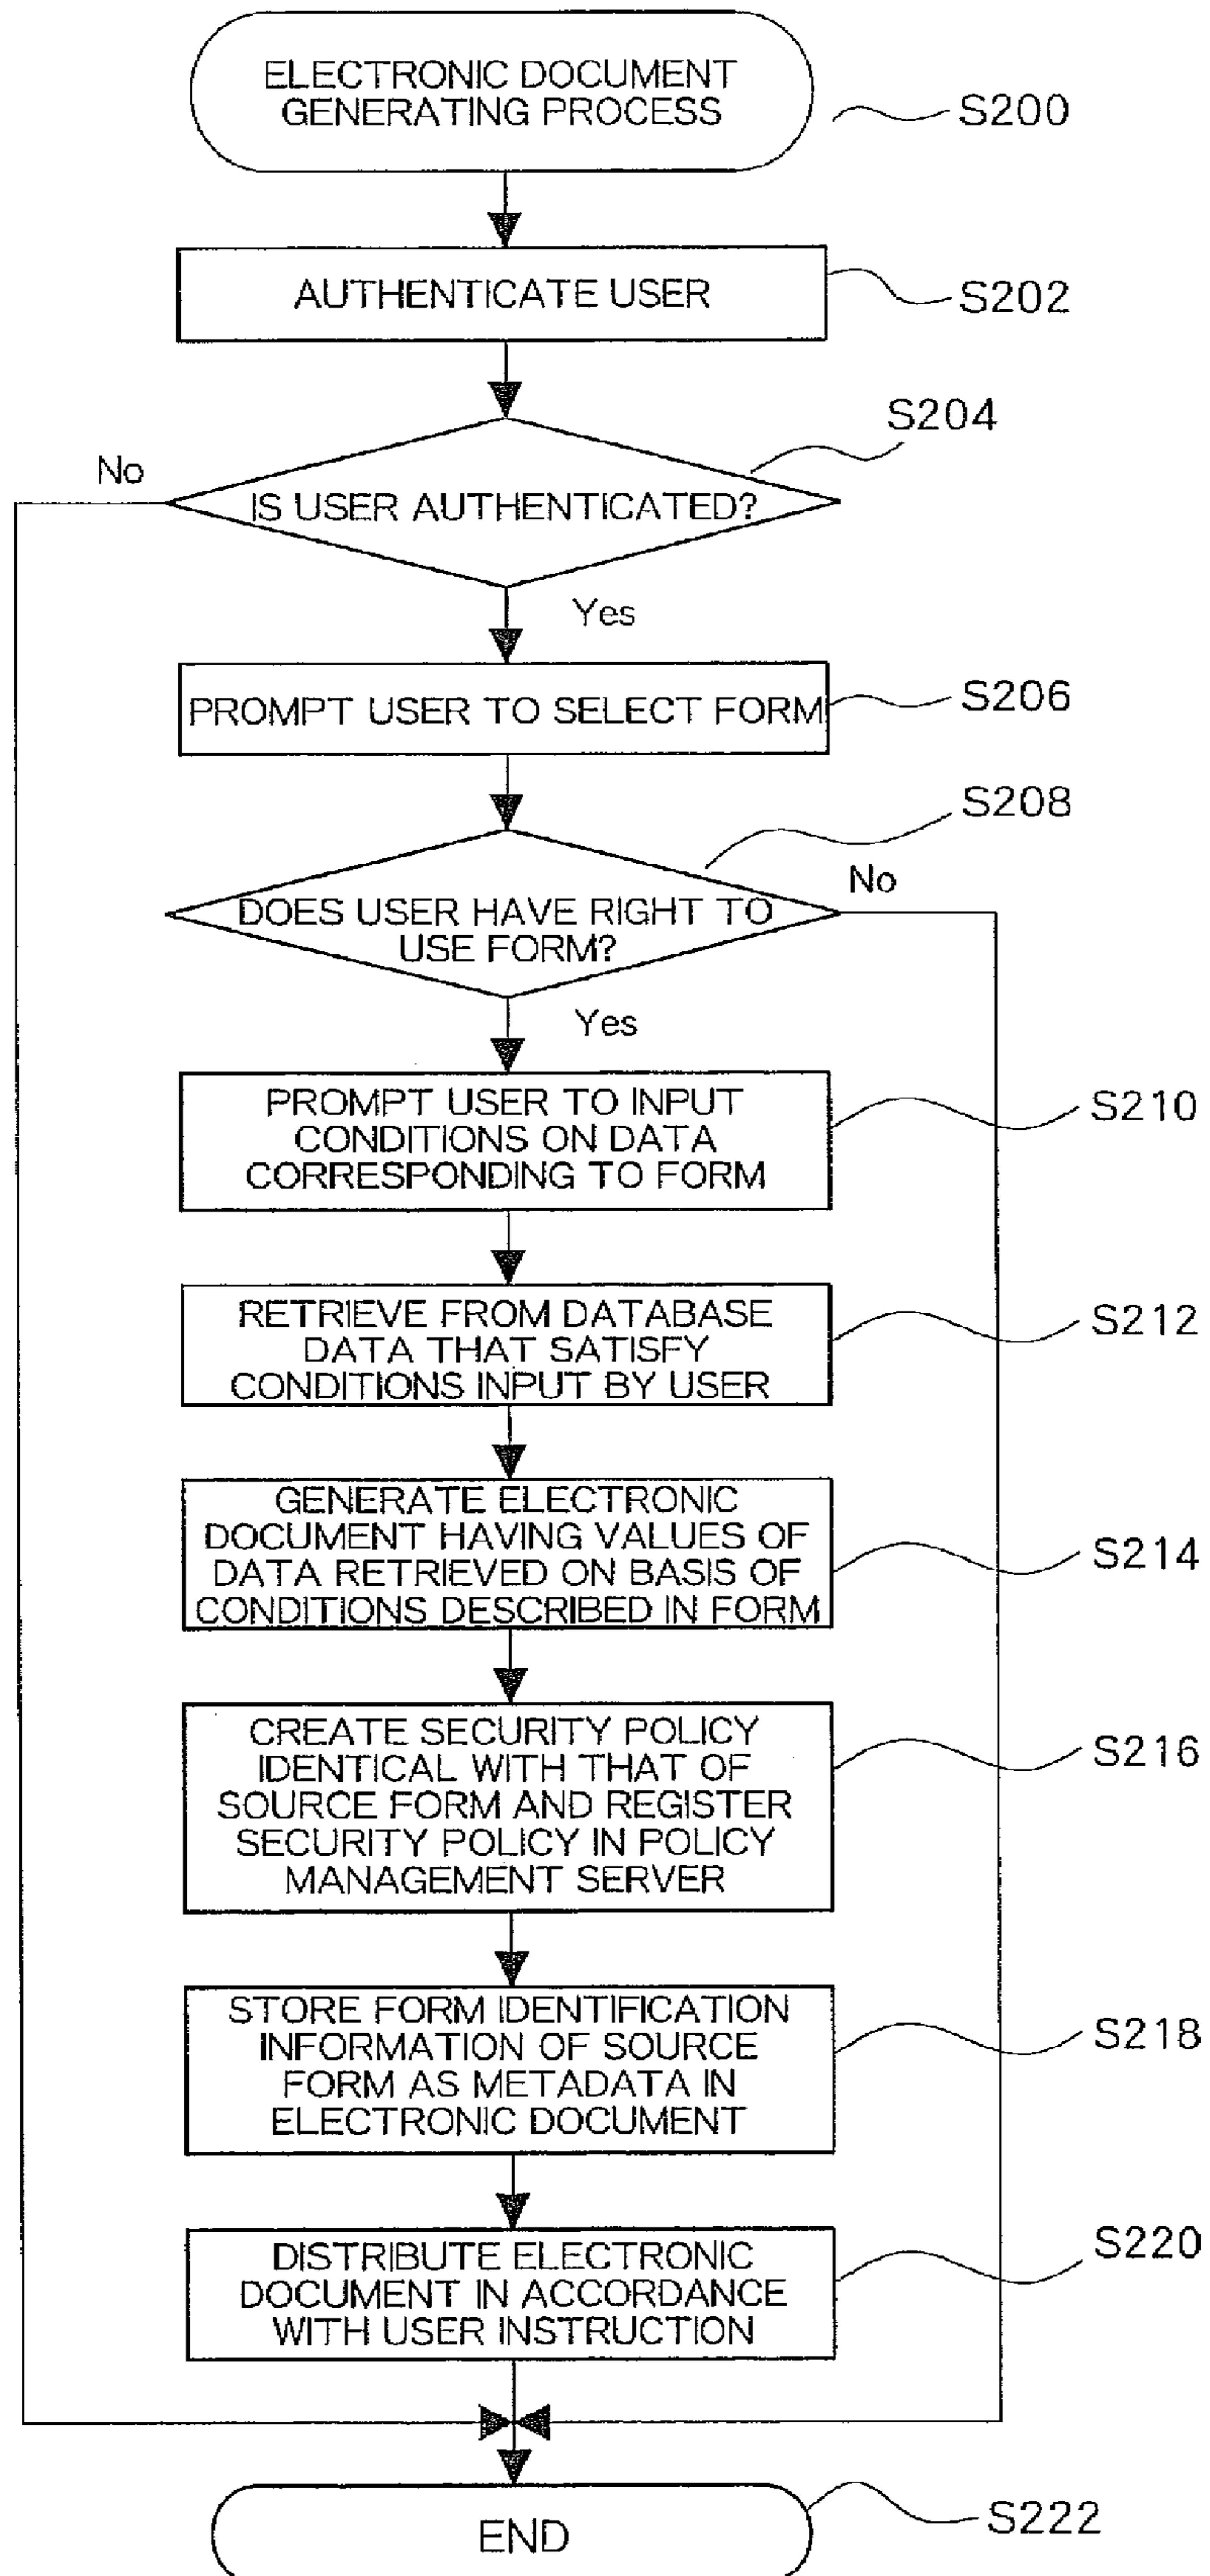 ELECTRONIC DOCUMENT
GENERATING PROCESS
S200
AUTHENTICATE USER
S202
S204
No
IS USER AUTHENTICATED?
Yes
PROMPT USER TO SELECT FORM
S206
S208
No
DOES USER HAVE RIGHT TO
USE FORM?
Yes
PROMPT USER TO INPUT
CONDITIONS ON DATA
CORRESPONDING TO FORM
S210
RETRIEVE FROM DATABASE
DATA THAT SATISFY
CONDITIONS INPUT BY USER
S212
GENERATE ELECTRONIC
DOCUMENT HAVING VALUES OF
DATA RETRIEVED ON BASIS OF
CONDITIONS DESCRIBED IN FORM
S214
CREATE SECURITY POLICY
IDENTICAL WITH THAT OF
SOURCE FORM AND REGISTER
SECURITY POLICY IN POLICY
MANAGEMENT SERVER
S216
STORE FORM IDENTIFICATION
INFORMATION OF SOURCE
FORM AS METADATA IN
ELECTRONIC DOCUMENT
S218
DISTRIBUTE ELECTRONIC
DOCUMENT IN ACCORDANCE
WITH USER INSTRUCTION
S220
END
S222